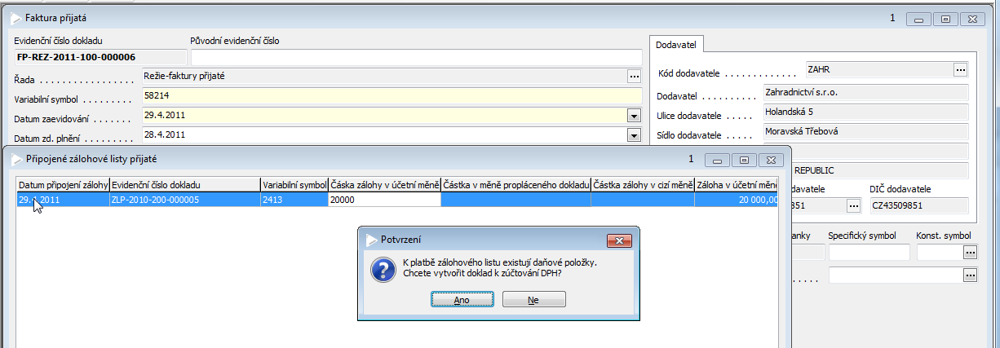 Faktura přijatá 1
Evidenční číslo dokladu Původní evidenční číslo
FP-REZ-2011-100-000006
Řada . . . . . . . . . . . . . . . . Režie-faktury přijaté ...
Variabilní symbol . . . . . . . . . 58214
Datum zaevidování . . . . . . . 29.4.2011
Datum zd. plnění . . . . . . . . . 28.4.2011
Dodavatel
Kód dodavatele . . . . . . . . . . . . . ZAHR ...
Dodavatel . . . . . . . . . . Zahradnictví s.r.o.
Ulice dodavatele . . . . . . Holandská 5
Sídlo dodavatele . . . . . . Moravská Třebová
REPUBLIC
davatele DIČ dodavatele
851 ... CZ43509851
anky Specifický symbol Konst. symbol
...
. . . . . ...
Připojené zálohové listy přijaté 1
Datum připojení zálohy Evidenční číslo dokladu Variabilní symbol Čáska zálohy v účetní měně Částka v měně propláceného dokladu Částka zálohy v cizí měně Záloha v účetní měně
29.4.2011 ZLP-2010-200-000005 2413 20000 20 000,00
Potvrzení
K platbě zálohového listu existují daňové položky.
Chcete vytvořit doklad k zúčtování DPH?
Ano Ne